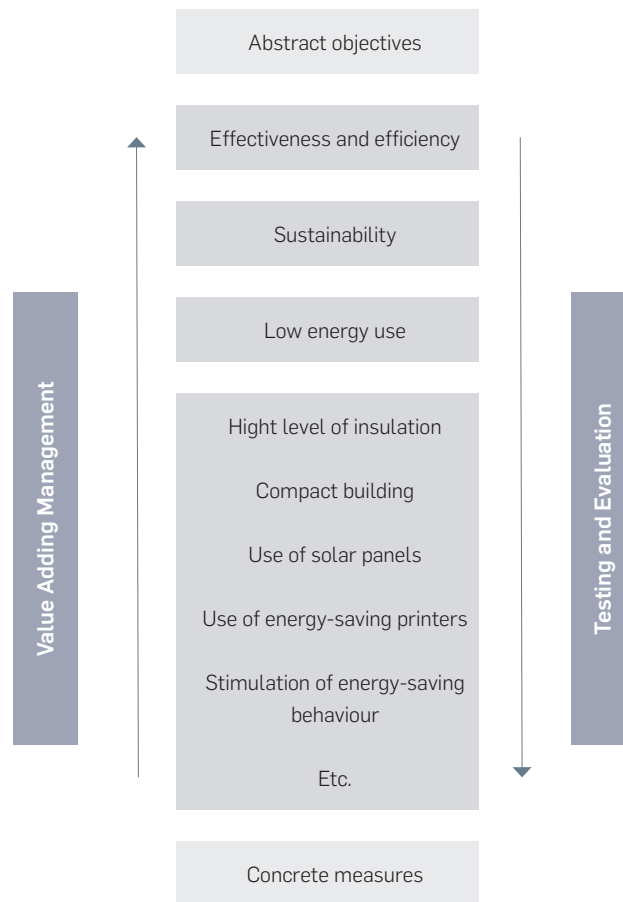 Abstract objectives
Effectiveness and efficiency
Sustainability
Low energy use
Value Adding Management
Hight level of insulation
Compact building
Use of solar panels
Use of energy-saving printers
Stimulation of energy-saving
behaviour
Etc.
Testing and Evaluation
Concrete measures